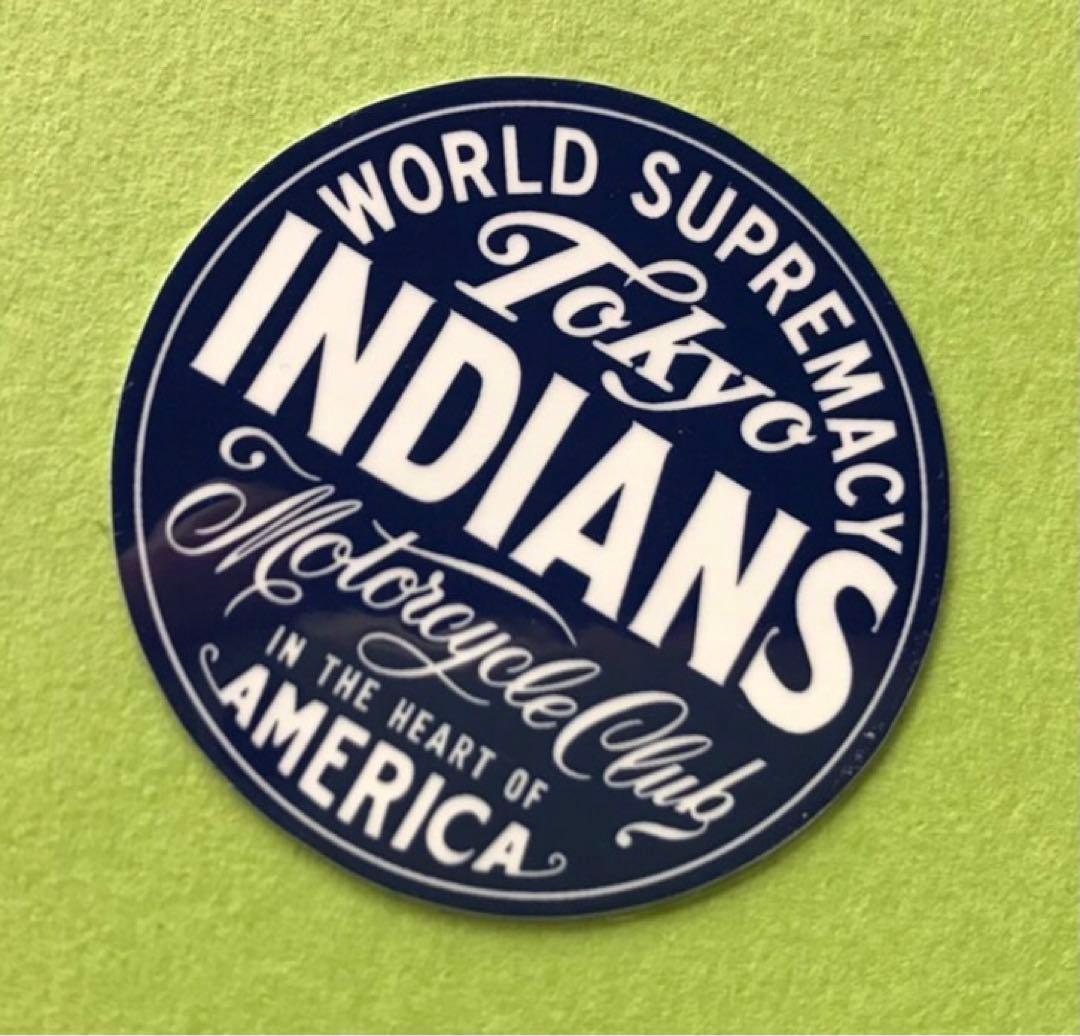 WORLD SUPREMACY
Tokyo
INDIANS
Motorcycle Club
IN THE HEART OF
AMERICA